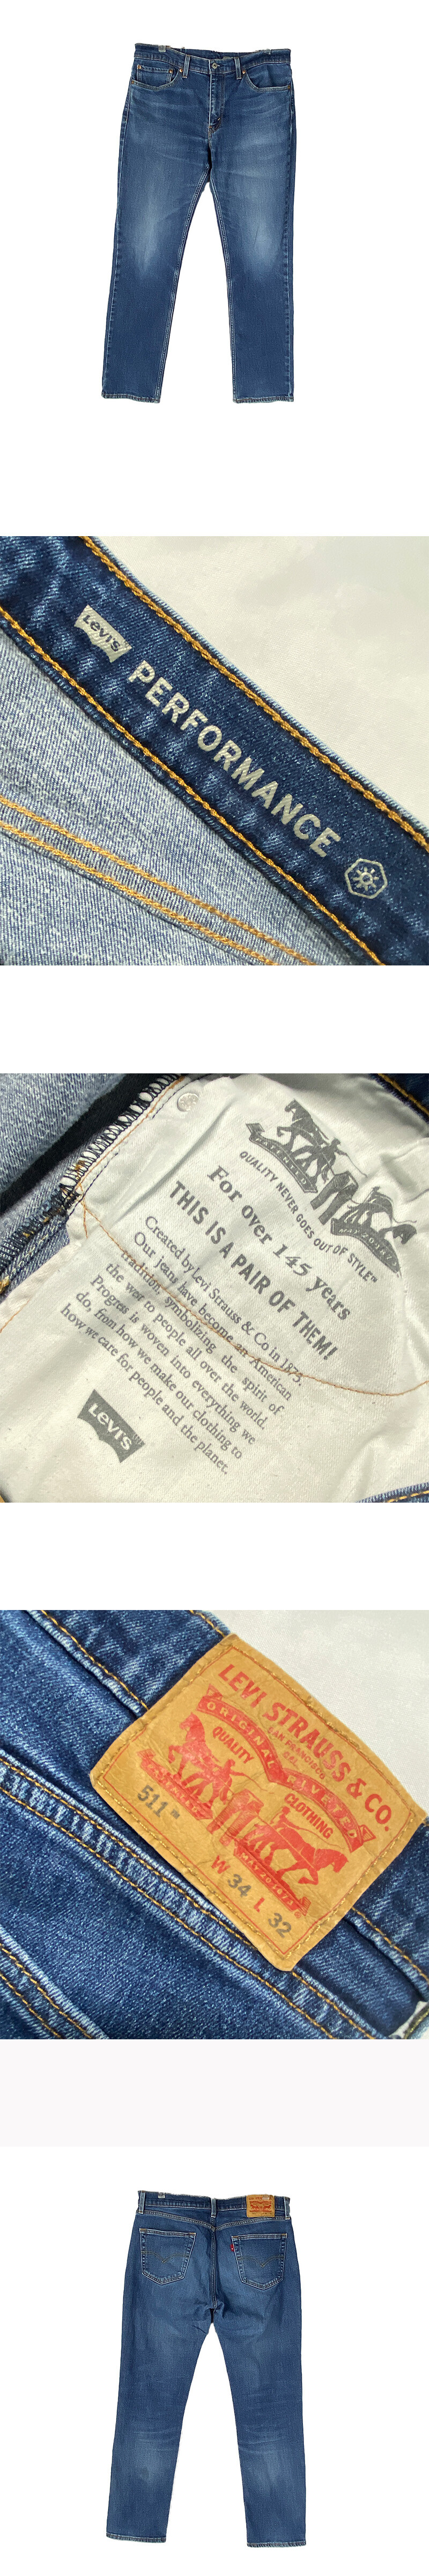 Levi's
PERFORMANCE
QUALITY NEVER GOES OUT OF STYLE™
For over 145 years
THIS IS A PAIR OF THEM!
Created by Levi Strauss & Co in 1873.
Our jeans have become an American
tradition, symbolizing the spirit of
the west to people all over the world.
Progress is woven into everything we
do, from how we make our clothing to
how we care for people and the planet.
Levi's
LEVI STRAUSS & CO.
SAN FRANCISCO
CAL.
ORIGINAL RIVETED
QUALITY CLOTHING
511™
W 34 L 32